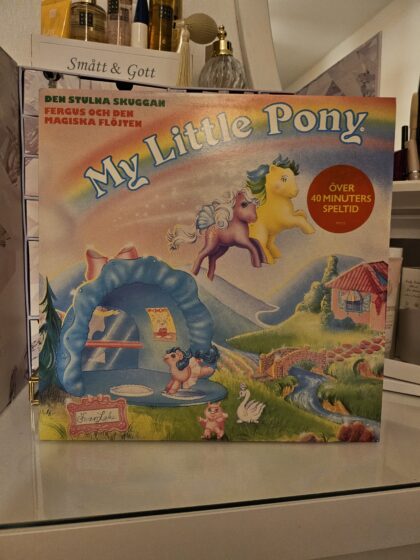 Smått & Gott
DEN STULNA SKUGGAN
FERGUS OCH DEN
MAGISKA FLÖJTEN
My Little Pony
ÖVER
40 MINUTERS
SPELTID